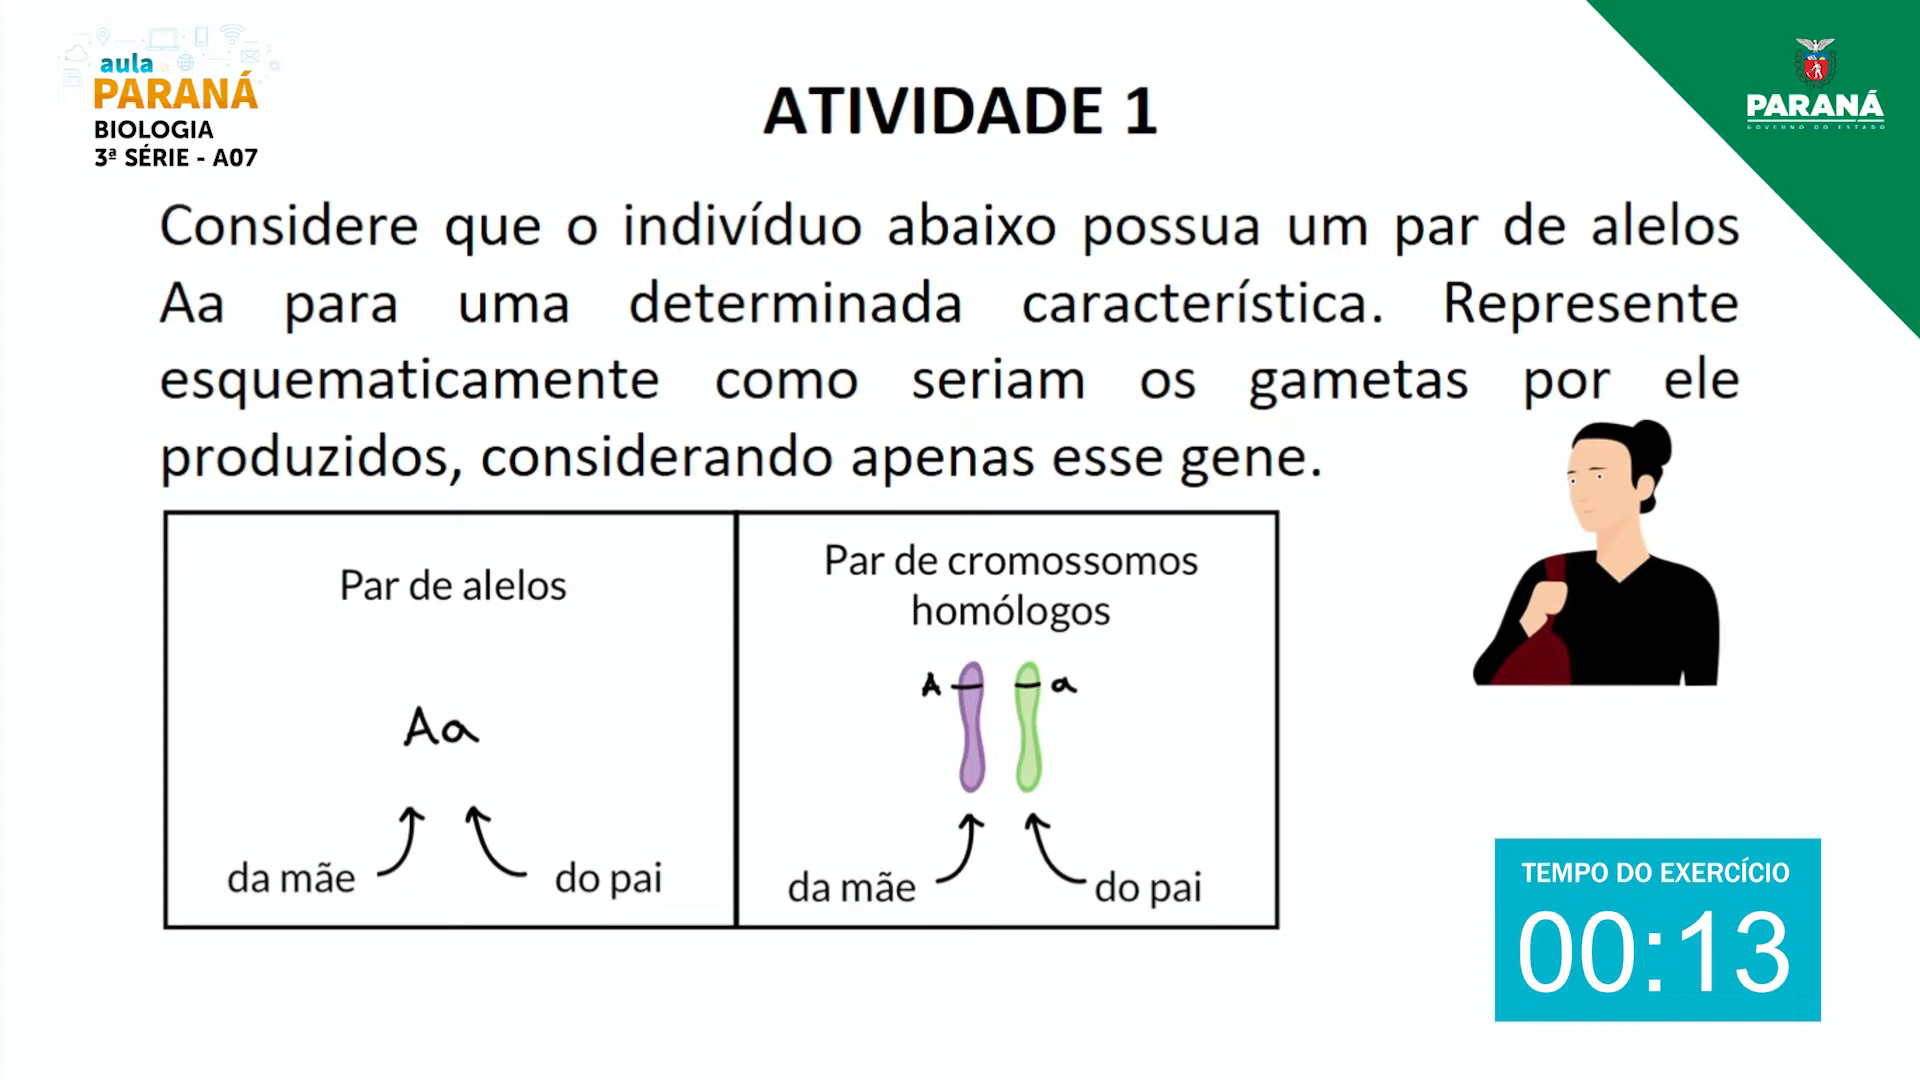 aula
PARANÁ
BIOLOGIA
3ª SÉRIE - A07
ATIVIDADE 1
PARANÁ
GOVERNO DO ESTADO
Considere que o indivíduo abaixo possua um par de alelos
Aa para uma determinada característica. Represente
esquematicamente como seriam os gametas por ele
produzidos, considerando apenas esse gene.
Par de alelos
Aa
da mãe
do pai
Par de cromossomos
homólogos
A
a
da mãe
do pai
TEMPO DO EXERCÍCIO
00:13